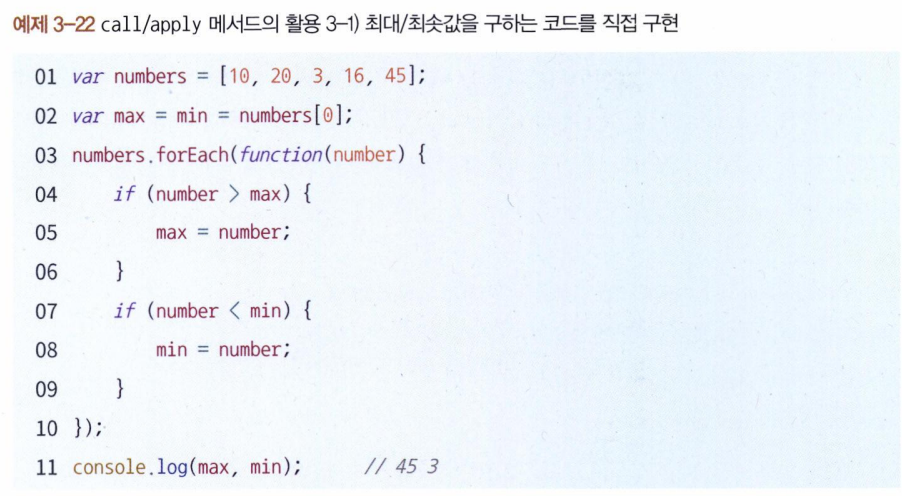 예제 3-22 call/apply 메서드의 활용 3-1) 최대/최솟값을 구하는 코드를 직접 구현
01 var numbers = [10, 20, 3, 16, 45];
02 var max = min = numbers[0];
03 numbers.forEach(function(number) {
04     if (number > max) {
05         max = number;
06     }
07     if (number < min) {
08         min = number;
09     }
10 });
11 console.log(max, min);      // 45 3